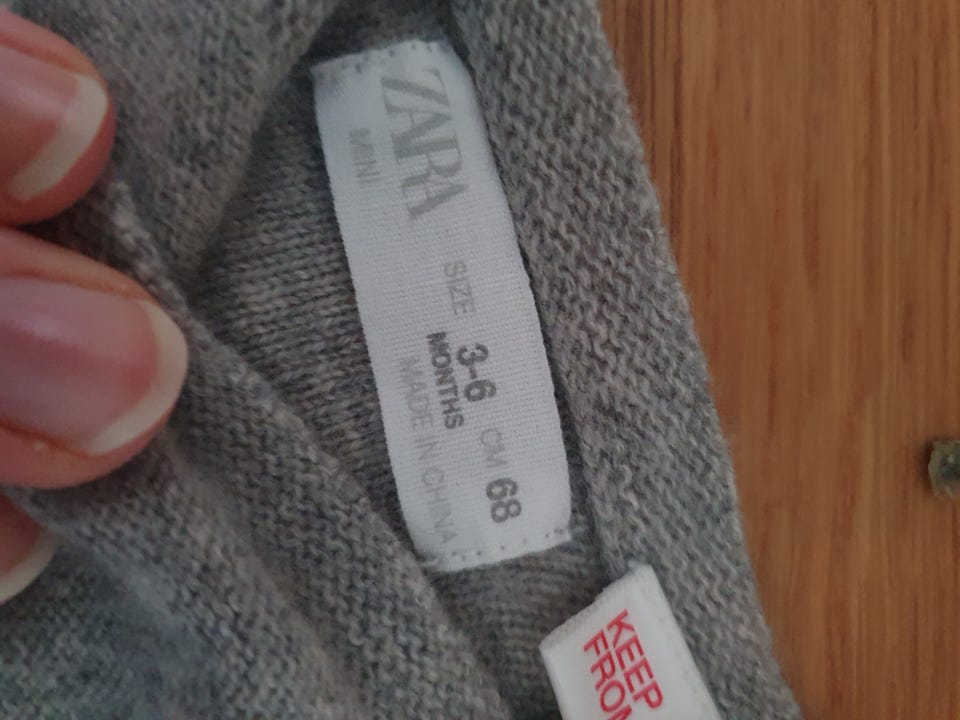 ZARA
MINI
SIZE 3-6 CM 68
MONTHS
MADE IN CHINA
KEEP
FROM